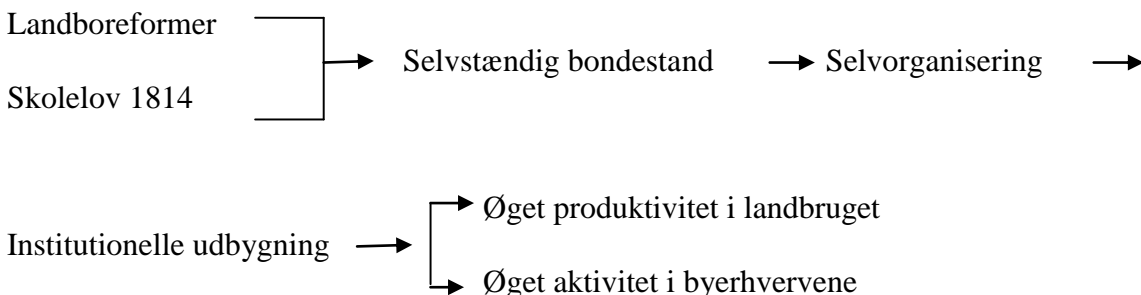 Landboreformer
Selvstændig bondestand
Selvorganisering
Skolelov 1814
Øget produktivitet i landbruget
Institutionelle udbygning
Øget aktivitet i byerhvervene